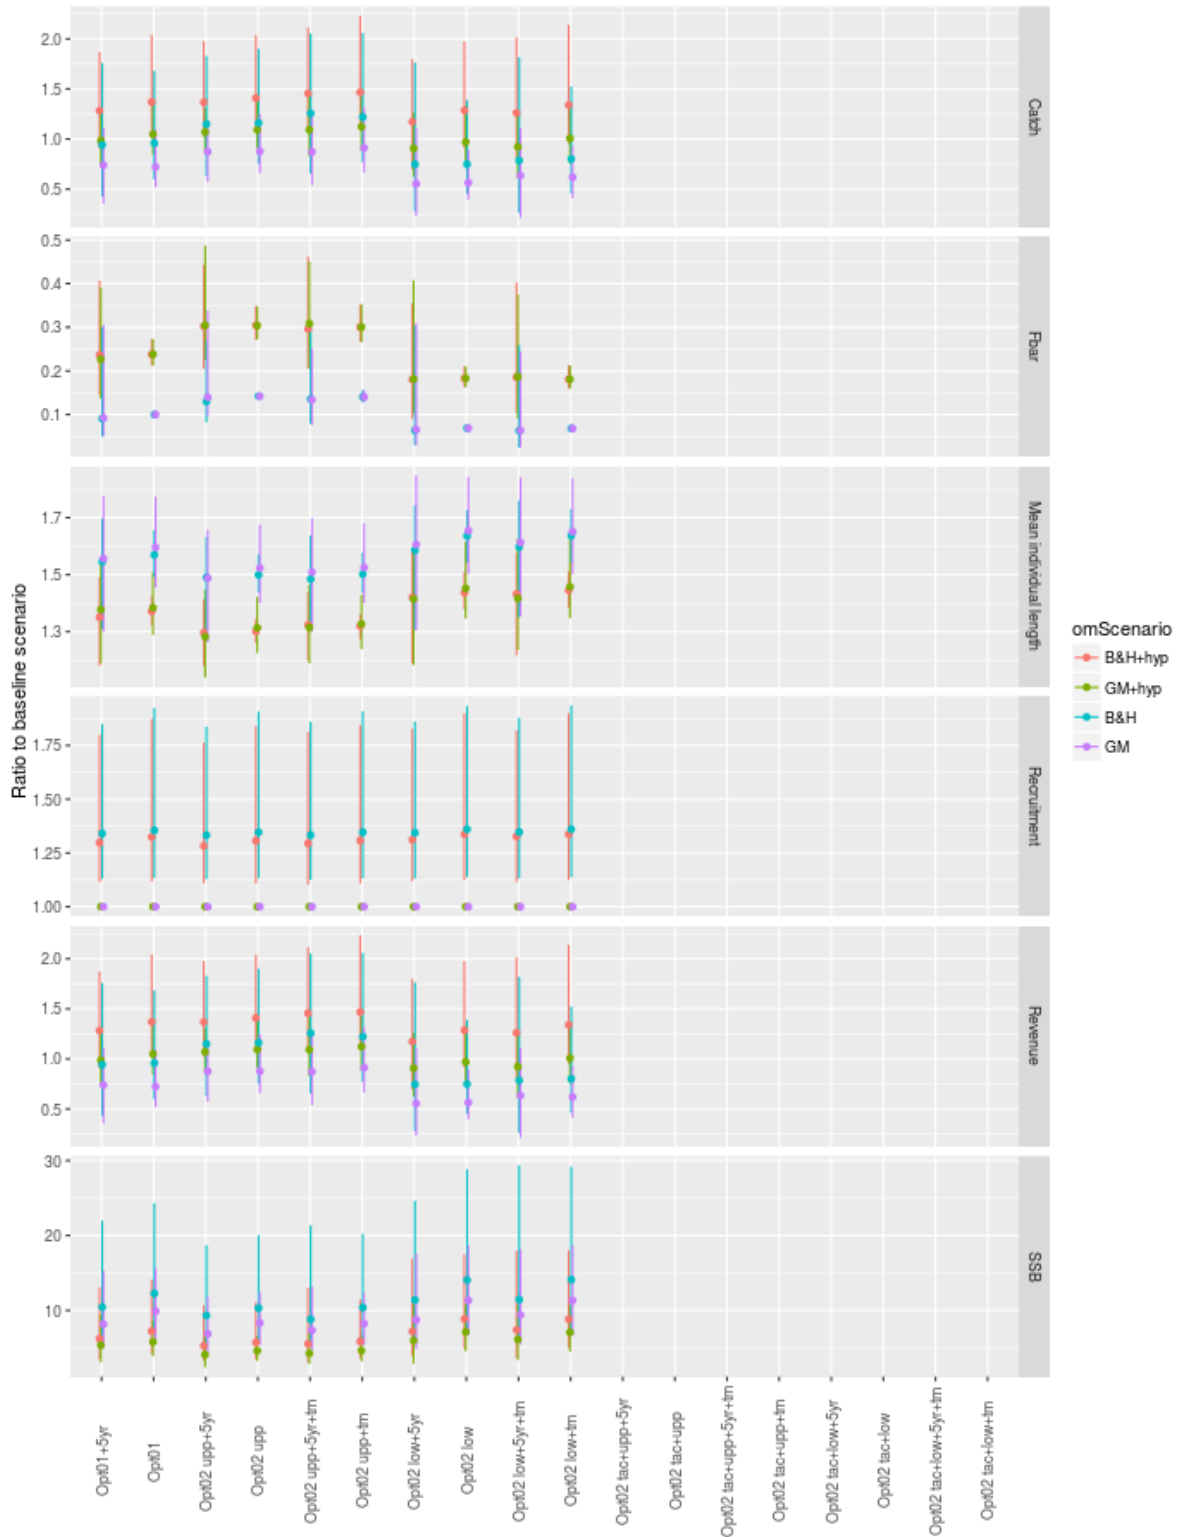 Ratio to baseline scenario
2.0
1.5
1.0
0.5
Catch
0.5
0.4
0.3
0.2
0.1
Fbar
1.7
1.5
1.3
Mean individual length
1.75
1.50
1.25
1.00
Recruitment
2.0
1.5
1.0
0.5
Revenue
30
20
10
SSB
Opt01+5yr
Opt01
Opt02 upp+5yr
Opt02 upp
Opt02 upp+5yr+tm
Opt02 upp+tm
Opt02 low+5yr
Opt02 low
Opt02 low+5yr+tm
Opt02 low+tm
Opt02 tac+upp+5yr
Opt02 tac+upp
Opt02 tac+upp+5yr+tm
Opt02 tac+upp+tm
Opt02 tac+low+5yr
Opt02 tac+low
Opt02 tac+low+5yr+tm
Opt02 tac+low+tm
omScenario
B&H+hyp
GM+hyp
B&H
GM